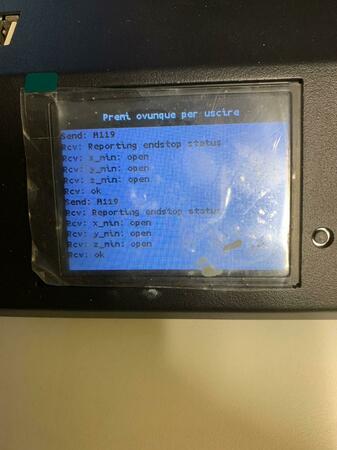 Premi ovunque per uscire
Send: M119
Rcv: Reporting endstop status
Rcv: x_min: open
Rcv: y_min: open
Rcv: z_min: open
Rcv: ok
Send: M119
Rcv: Reporting endstop status
Rcv: x_min: open
Rcv: y_min: open
Rcv: z_min: open
Rcv: ok